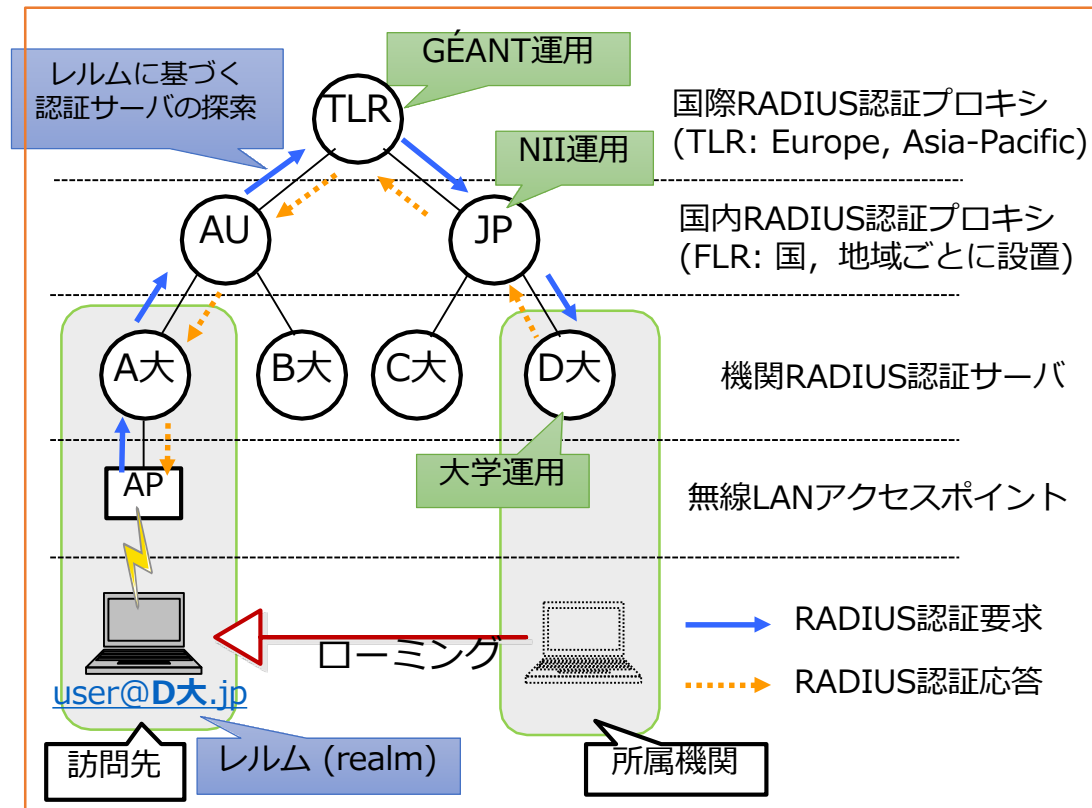 GÉANT運用
レルムに基づく
認証サーバの探索
TLR
国際RADIUS認証プロキシ
(TLR: Europe, Asia-Pacific)
NII運用
AU
JP
国内RADIUS認証プロキシ
(FLR: 国，地域ごとに設置)
A大
B大
C大
D大
機関RADIUS認証サーバ
大学運用
AP
無線LANアクセスポイント
ローミング
RADIUS認証要求
RADIUS認証応答
user@D大.jp
訪問先
レルム (realm)
所属機関